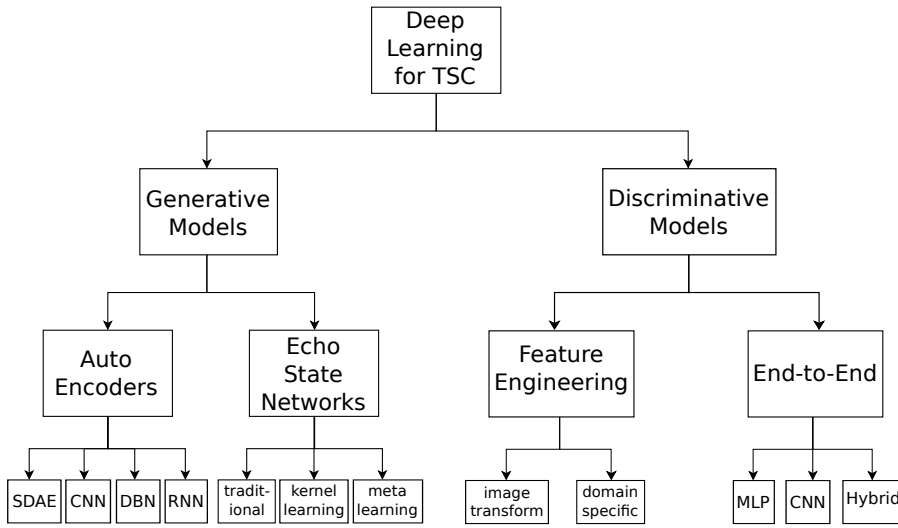 Deep
Learning
for TSC
Generative
Models
Discriminative
Models
Auto
Encoders
Echo
State
Networks
Feature
Engineering
End-to-End
SDAE
CNN
DBN
RNN
tradit-
ional
kernel
learning
meta
learning
image
transform
domain
specific
MLP
CNN
Hybrid